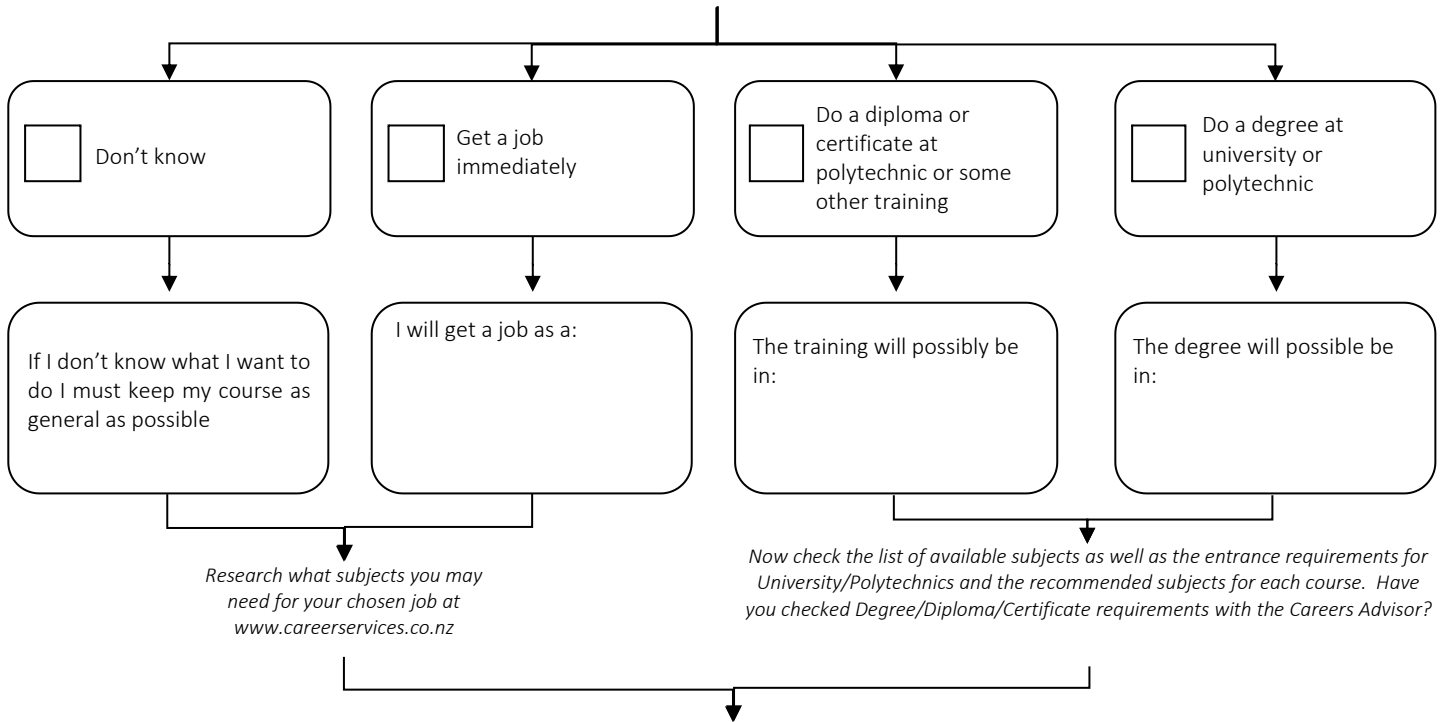 Don't know
Get a job
immediately
Do a diploma or
certificate at
polytechnic or some
other training
Do a degree at
university or
polytechnic
If I don't know what I want to
do I must keep my course as
general as possible
I will get a job as a:
The training will possibly be
in:
The degree will possible be
in:
Research what subjects you may
need for your chosen job at
www.careerservices.co.nz
Now check the list of available subjects as well as the entrance requirements for
University/Polytechnics and the recommended subjects for each course.  Have
you checked Degree/Diploma/Certificate requirements with the Careers Advisor?